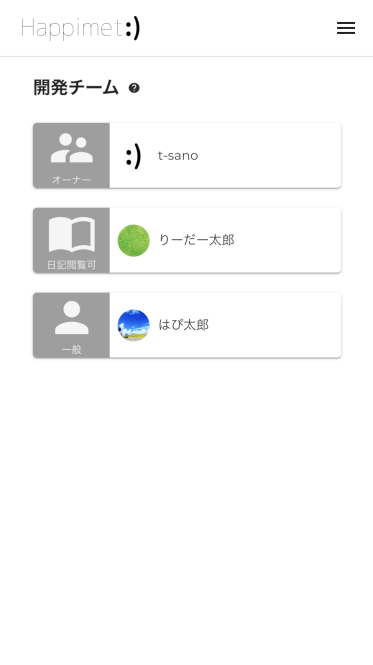 Happimet:)
開発チーム ?
オーナー
:) t-sano
日記閲覧可
りーだー太郎
一般
はぴ太郎